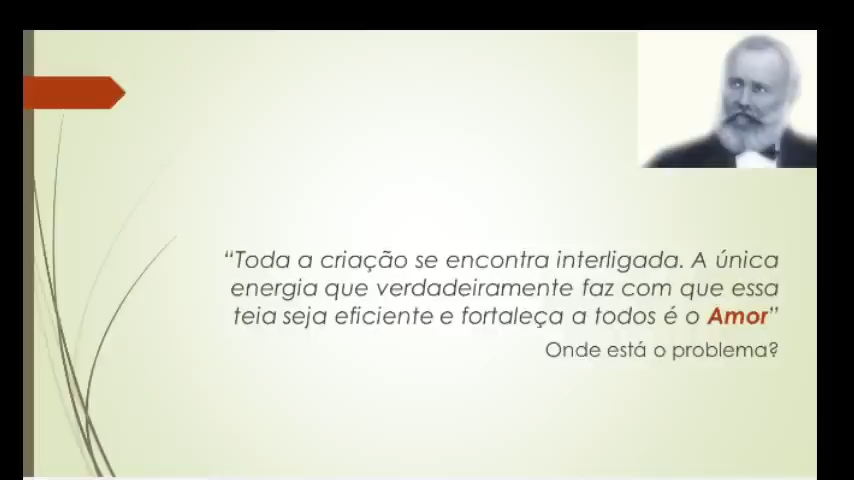 “Toda a criação se encontra interligada. A única
energia que verdadeiramente faz com que essa
teia seja eficiente e fortaleça a todos é o Amor”
Onde está o problema?